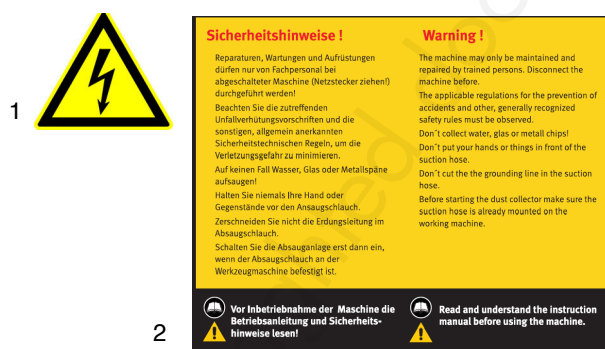 1
Sicherheitshinweise !
Reparaturen, Wartungen und Aufrüstungen
dürfen nur von Fachpersonal bei
abgeschalteter Maschine (Netzstecker ziehen!)
durchgeführt werden!
Beachten Sie die zutreffenden
Unfallverhütungsvorschriften und die
sonstigen, allgemein anerkannten
Sicherheitstechnischen Regeln, um die
Verletzungsgefahr zu minimieren.
Auf keinen Fall Wasser, Glas oder Metallspäne
aufsaugen!
Halten Sie niemals Ihre Hand oder
Gegenstände vor den Ansaugschlauch.
Zerschneiden Sie nicht die Erdungsleitung im
Absaugschlauch.
Schalten Sie die Absauganlage erst dann ein,
wenn der Absaugschlauch an der
Werkzeugmaschine befestigt ist.
Warning !
The machine may only be maintained and
repaired by trained persons. Disconnect the
machine before.
The applicable regulations for the prevention of
accidents and other, generally recognized
safety rules must be observed.
Don´t collect water, glas or metall chips!
Don´t put your hands or things in front of the
suction hose.
Don´t cut the the grounding line in the suction
hose.
Before starting the dust collector make sure the
suction hose is already mounted on the
working machine.
2
Vor Inbetriebnahme der Maschine die
Betriebsanleitung und Sicherheits-
hinweise lesen!
Read and understand the instruction
manual before using the machine.